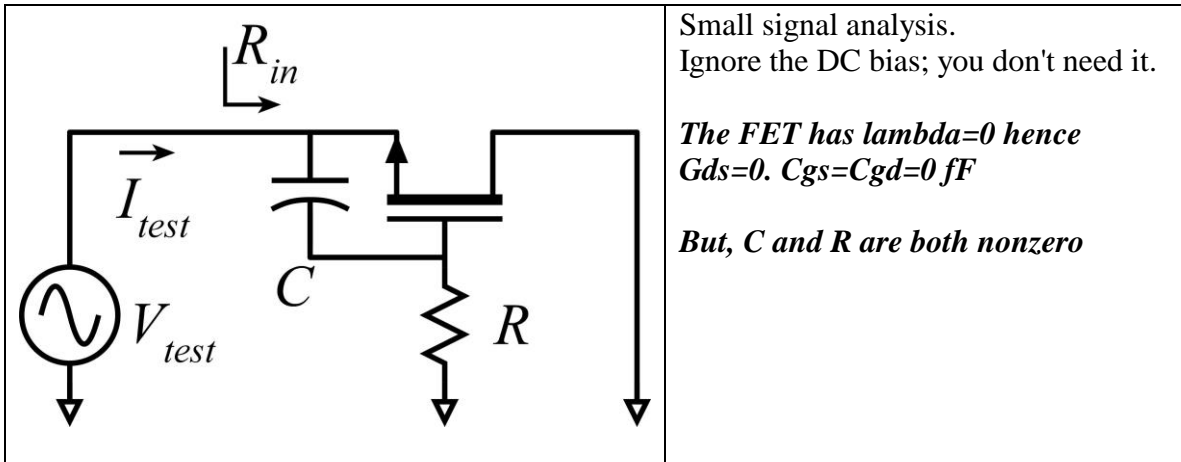 R_in
I_test
C
V_test
R
Small signal analysis.
Ignore the DC bias; you don't need it.
The FET has lambda=0 hence
Gds=0. Cgs=Cgd=0 fF
But, C and R are both nonzero